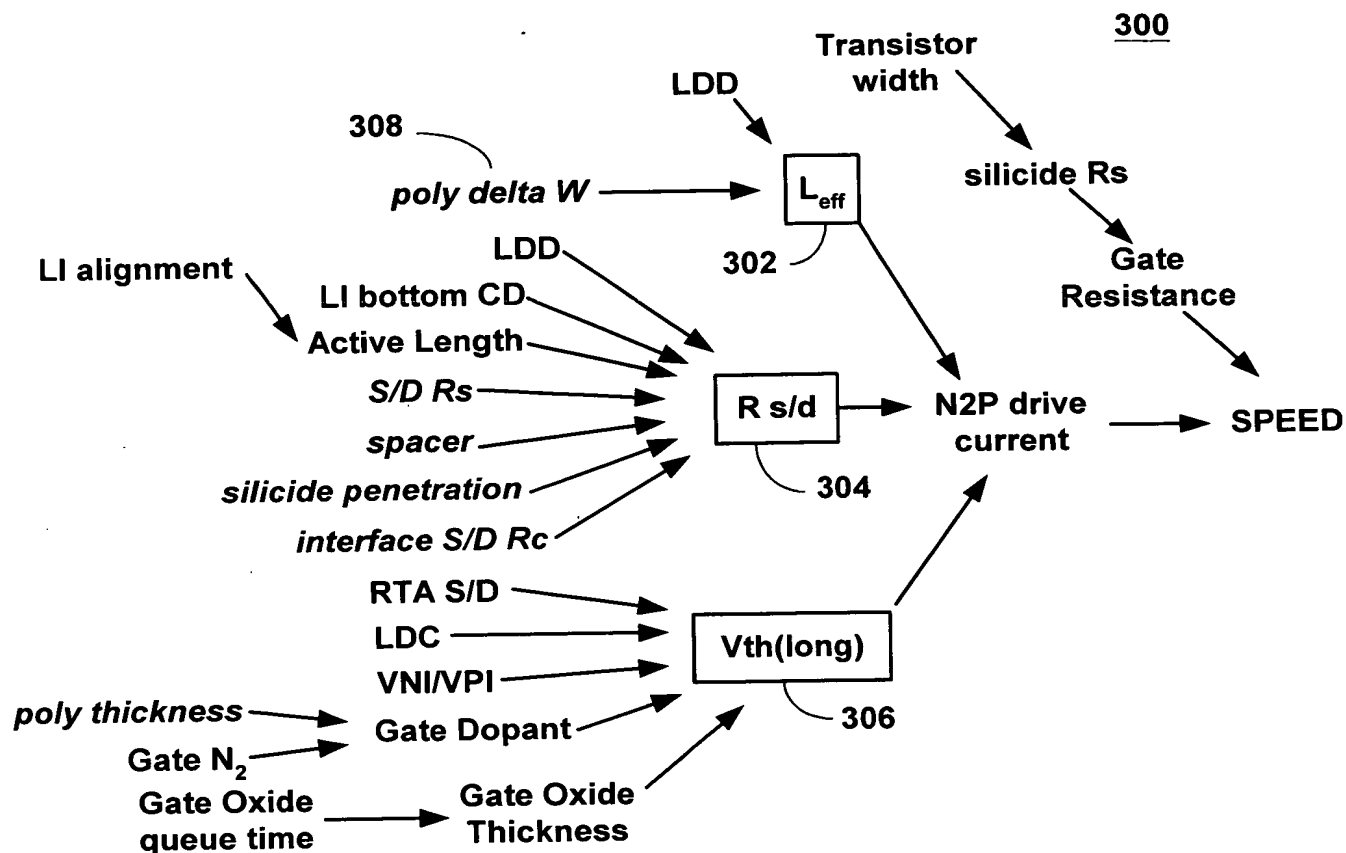 300
Transistor
width
LDD
308
silicide Rs
poly delta W
Leff
302
LDD
Gate
Resistance
LI alignment
LI bottom CD
Active Length
S/D Rs
R s/d
N2P drive
current
SPEED
spacer
304
silicide penetration
interface S/D Rc
RTA S/D
LDC
Vth(long)
VNI/VPI
306
poly thickness
Gate Dopant
Gate N2
Gate Oxide
queue time
Gate Oxide
Thickness